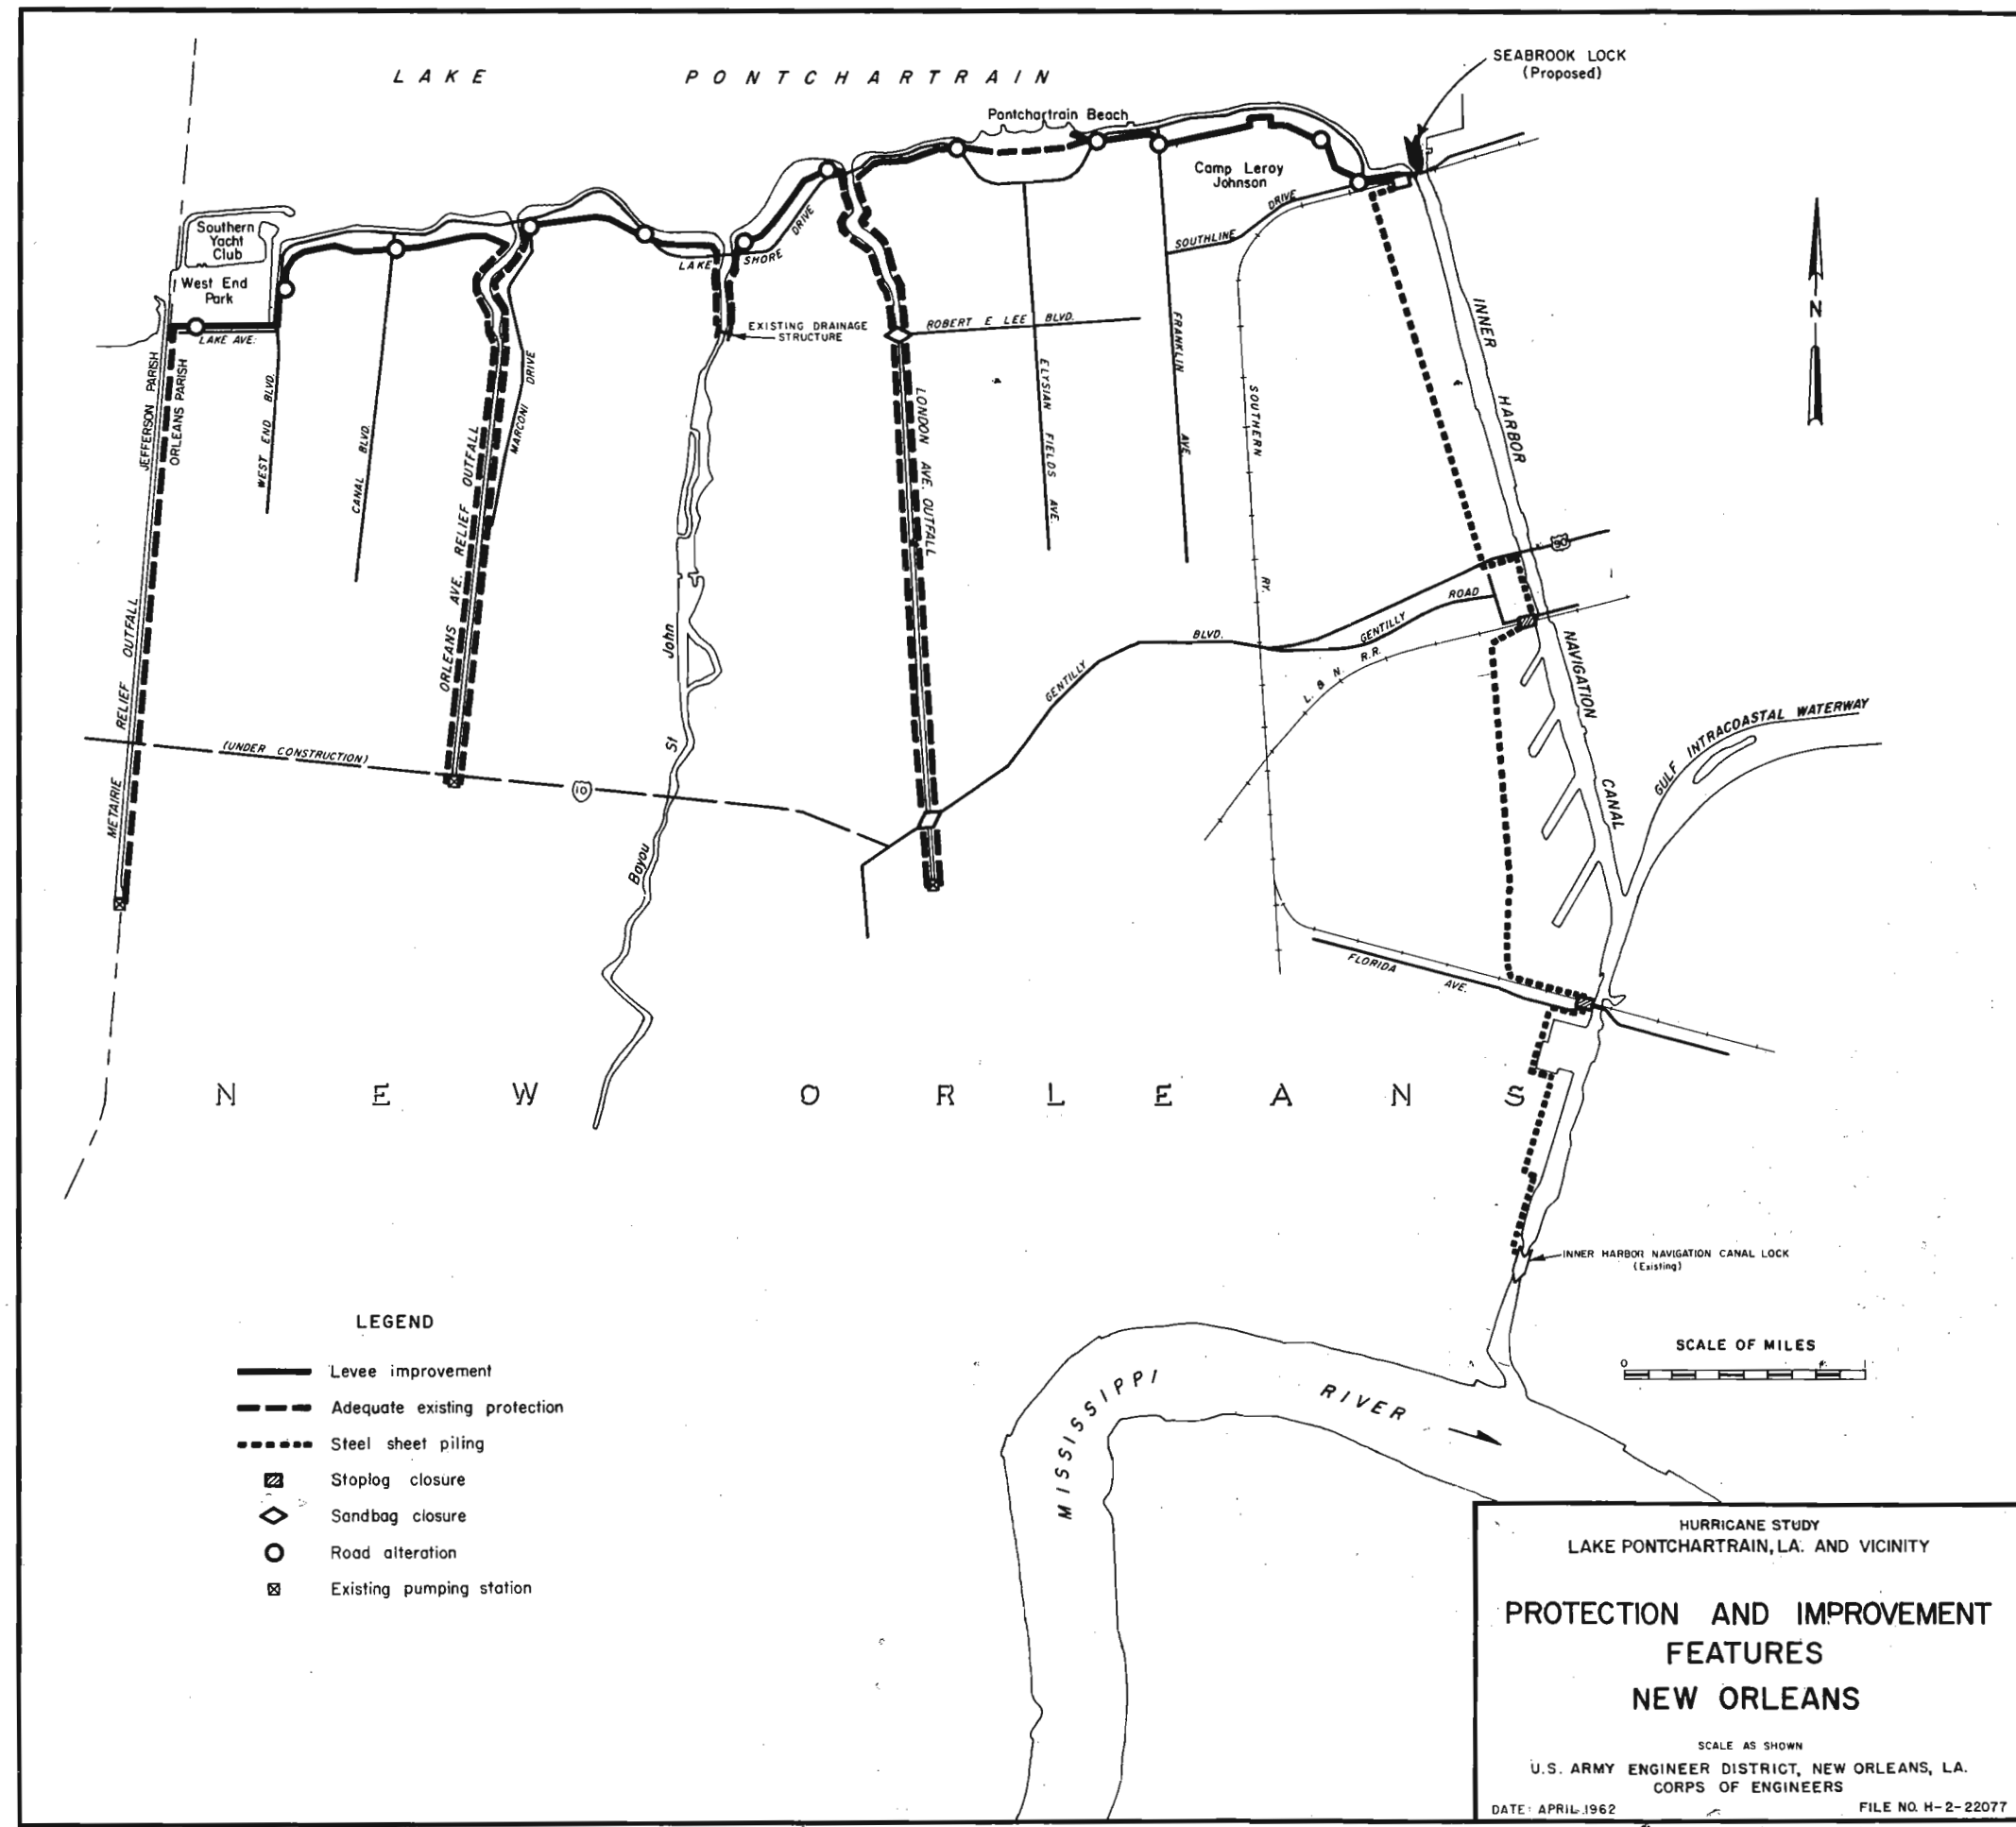 LAKE PONTCHARTRAIN
SEABROOK LOCK
(Proposed)
Pontchartrain Beach
Camp Leroy
Johnson
Southern
Yacht
Club
West End
Park
LAKE AVE.
JEFFERSON PARISH
ORLEANS PARISH
WEST END BLVD.
CANAL BLVD.
MARCONI DRIVE
ORLEANS AVE. RELIEF OUTFALL
METAIRIE RELIEF OUTFALL
LAKE SHORE DRIVE
EXISTING DRAINAGE
STRUCTURE
ROBERT E LEE BLVD.
LONDON AVE. OUTFALL
ELYSIAN FIELDS AVE.
FRANKLIN AVE.
SOUTHLINE DRIVE
SOUTHERN RY.
INNER HARBOR NAVIGATION CANAL
N
90
GENTILLY ROAD
GENTILLY BLVD.
L. & N. R.R.
(UNDER CONSTRUCTION)
10
Bayou St John
GULF INTRACOASTAL WATERWAY
FLORIDA AVE.
NEW ORLEANS
INNER HARBOR NAVIGATION CANAL LOCK
(Existing)
MISSISSIPPI RIVER
SCALE OF MILES
0 1
LEGEND
Levee improvement
Adequate existing protection
Steel sheet piling
Stoplog closure
Sandbag closure
Road alteration
Existing pumping station
HURRICANE STUDY
LAKE PONTCHARTRAIN, LA. AND VICINITY
PROTECTION AND IMPROVEMENT
FEATURES
NEW ORLEANS
SCALE AS SHOWN
U.S. ARMY ENGINEER DISTRICT, NEW ORLEANS, LA.
CORPS OF ENGINEERS
DATE: APRIL 1962
FILE NO. H-2-22077